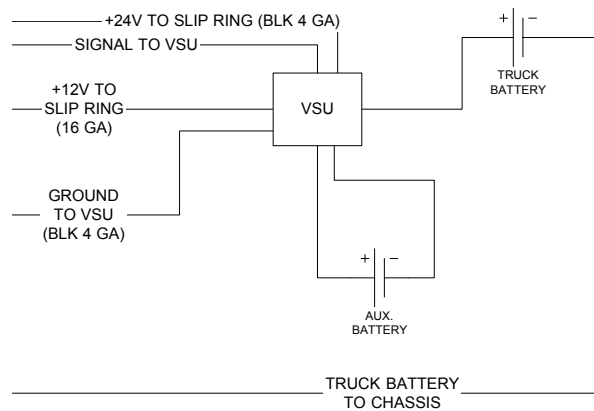 +24V TO SLIP RING (BLK 4 GA)
SIGNAL TO VSU
+12V TO
SLIP RING
(16 GA)
VSU
+ −
TRUCK
BATTERY
GROUND
TO VSU
(BLK 4 GA)
+ −
AUX.
BATTERY
TRUCK BATTERY
TO CHASSIS